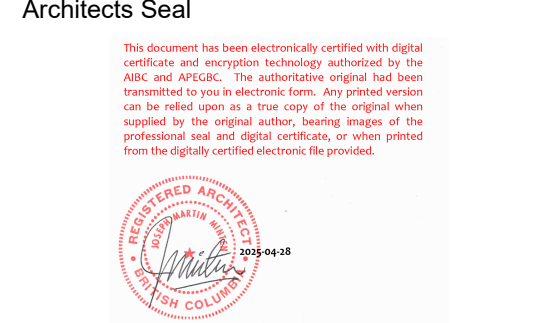 Architects Seal
This document has been electronically certified with digital
certificate and encryption technology authorized by the
AIBC and APEGBC. The authoritative original had been
transmitted to you in electronic form. Any printed version
can be relied upon as a true copy of the original when
supplied by the original author, bearing images of the
professional seal and digital certificate, or when printed
from the digitally certified electronic file provided.
REGISTERED ARCHITECT
JOSEPH MARTIN
2025-04-28
BRITISH COLUMBIA